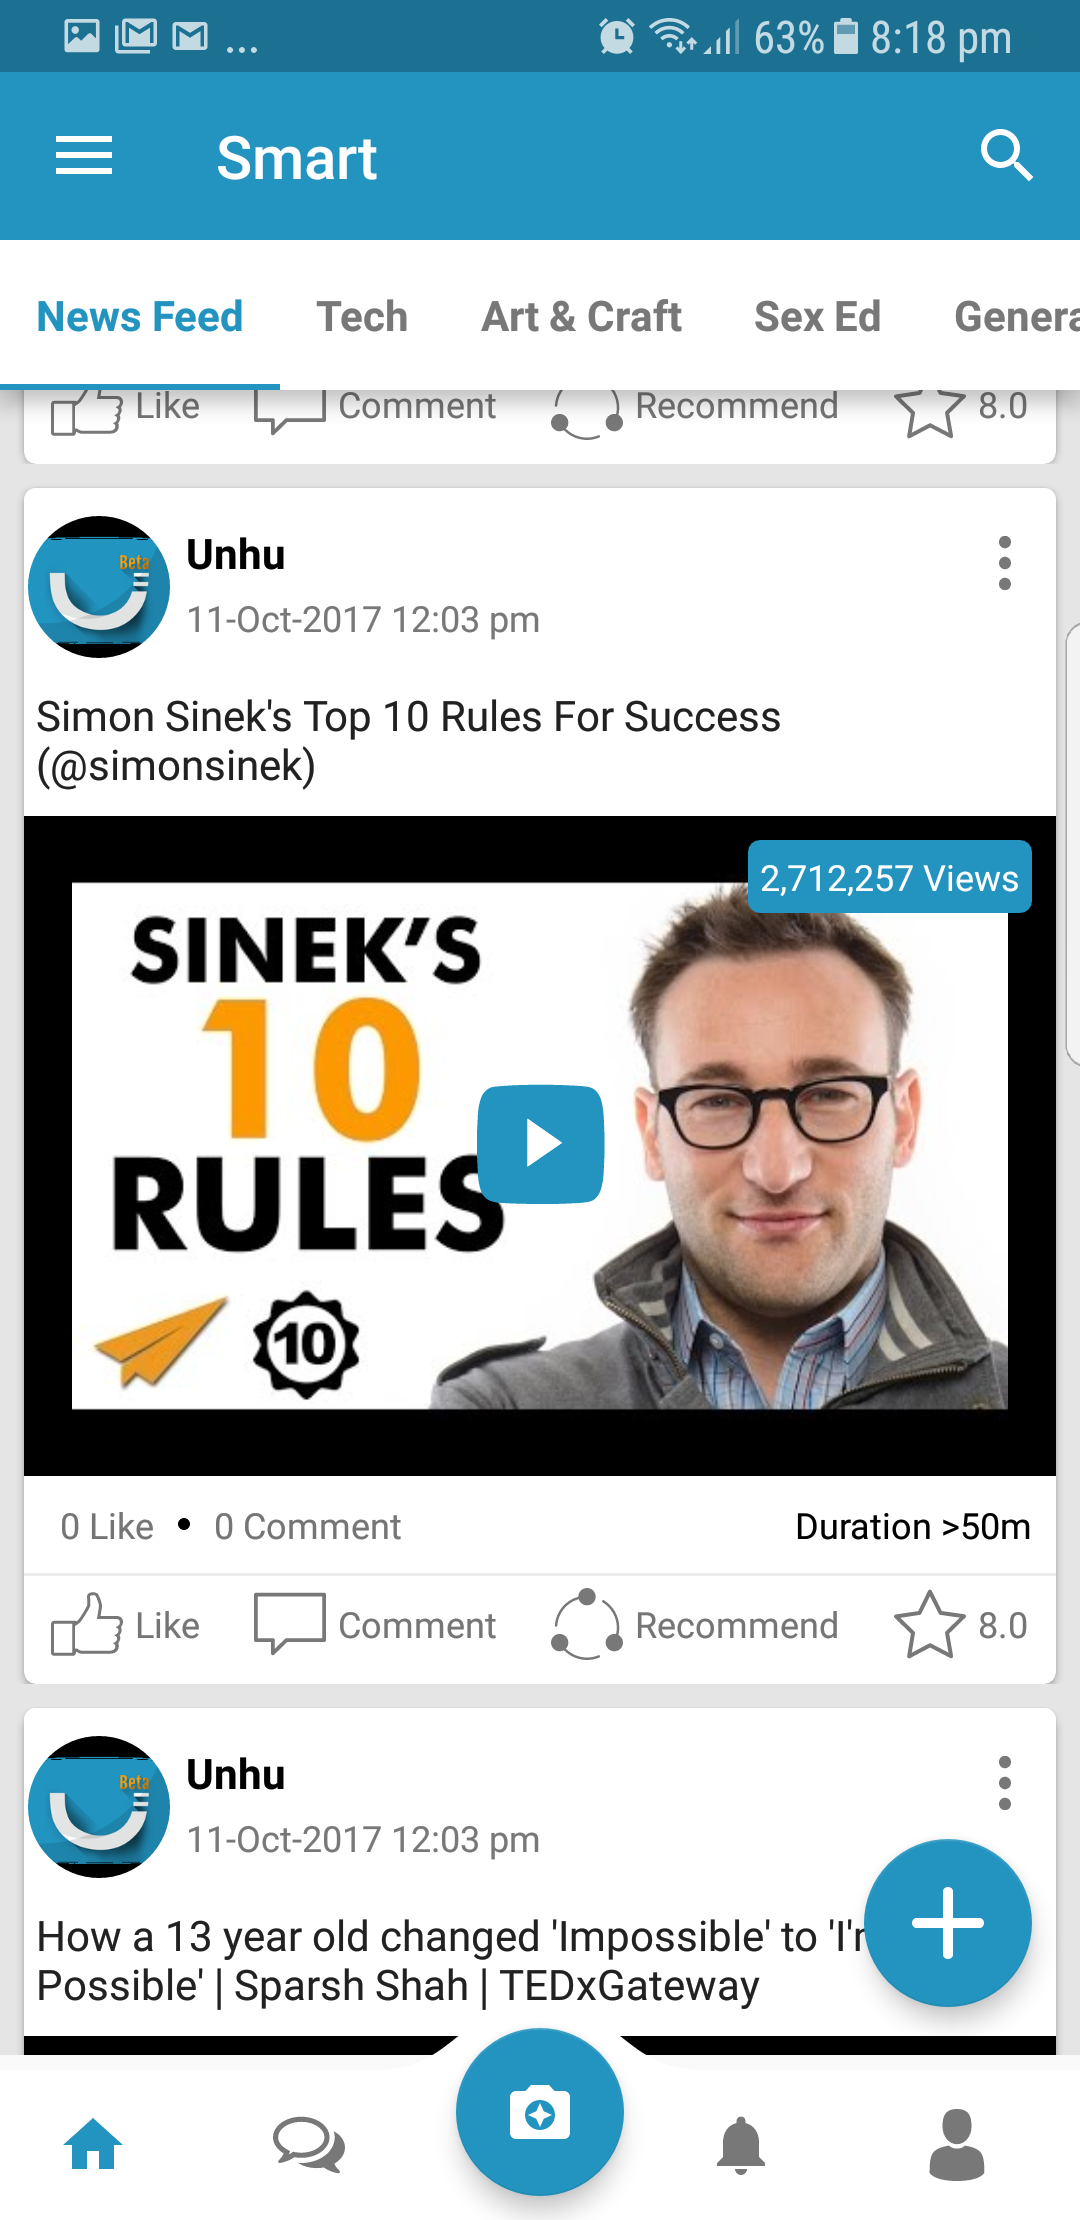 ... 63% 8:18 pm
Smart
News Feed Tech Art & Craft Sex Ed Genera
Like Comment Recommend 8.0
Beta
Unhu
11-Oct-2017 12:03 pm
Simon Sinek's Top 10 Rules For Success
(@simonsinek)
2,712,257 Views
SINEK'S
10
RULES
10
0 Like • 0 Comment Duration >50m
Like Comment Recommend 8.0
Beta
Unhu
11-Oct-2017 12:03 pm
How a 13 year old changed 'Impossible' to
Possible' | Sparsh Shah | TEDxGateway